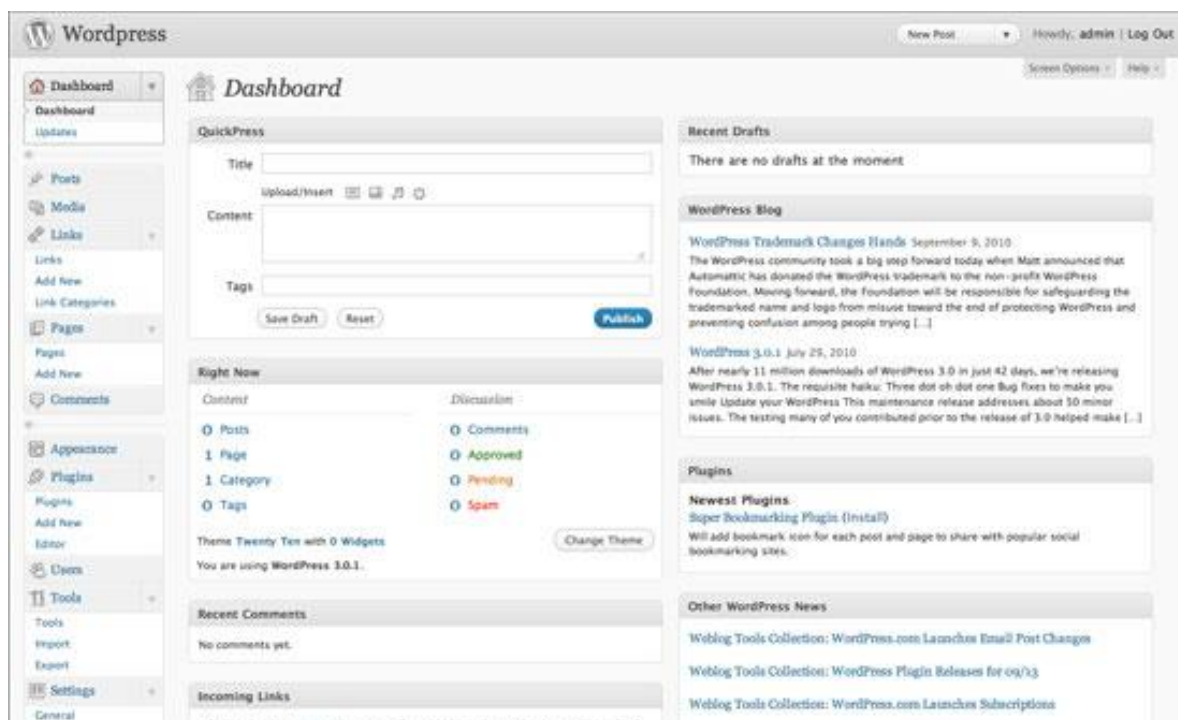 Wordpress
New Post
Howdy, admin | Log Out
Screen Options
Help
Dashboard
Dashboard
Updates
Posts
Media
Links
Links
Add New
Link Categories
Pages
Pages
Add New
Comments
Appearance
Plugins
Plugins
Add New
Editor
Users
Tools
Tools
Import
Export
Settings
General
Dashboard
QuickPress
Title
Upload/Insert
Content
Tags
Save Draft
Reset
Publish
Right Now
Content
Discussion
0 Posts
0 Comments
1 Page
0 Approved
1 Category
0 Pending
0 Tags
0 Spam
Theme Twenty Ten with 0 Widgets
Change Theme
You are using WordPress 3.0.1.
Recent Comments
No comments yet.
Incoming Links
Recent Drafts
There are no drafts at the moment
WordPress Blog
WordPress Trademark Changes Hands September 9, 2010
The WordPress community took a big step forward today when Matt announced that
Automattic has donated the WordPress trademark to the non-profit WordPress
Foundation. Moving forward, the Foundation will be responsible for safeguarding the
trademarked name and logo from misuse toward the end of protecting WordPress and
preventing confusion among people trying [...]
WordPress 3.0.1 July 29, 2010
After nearly 11 million downloads of WordPress 3.0 in just 42 days, we're releasing
WordPress 3.0.1. The requisite haiku: Three dot oh dot one Bug fixes to make you
smile Update your WordPress This maintenance release addresses about 50 minor
issues. The testing many of you contributed prior to the release of 3.0 helped make [...]
Plugins
Newest Plugins
Super Bookmarking Plugin (Install)
Will add bookmark icon for each post and page to share with popular social
bookmarking sites.
Other WordPress News
Weblog Tools Collection: WordPress.com Launches Email Post Changes
Weblog Tools Collection: WordPress Plugin Releases for 09/13
Weblog Tools Collection: WordPress.com Launches Subscriptions